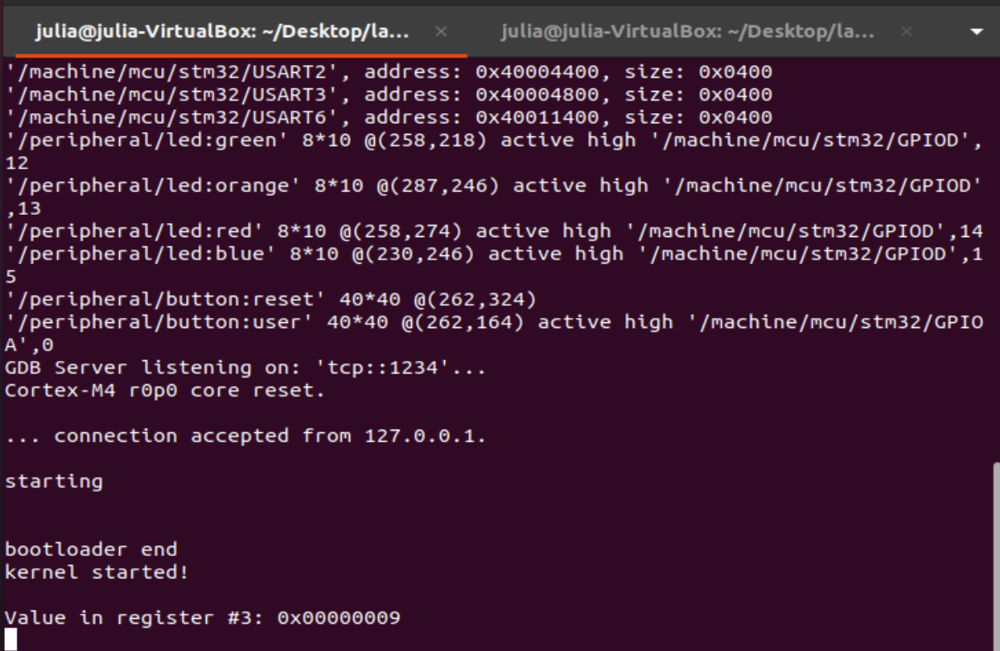 julia@julia-VirtualBox: ~/Desktop/la... × julia@julia-VirtualBox: ~/Desktop/la... ×
'/machine/mcu/stm32/USART2', address: 0x40004400, size: 0x0400
'/machine/mcu/stm32/USART3', address: 0x40004800, size: 0x0400
'/machine/mcu/stm32/USART6', address: 0x40011400, size: 0x0400
'/peripheral/led:green' 8*10 @(258,218) active high '/machine/mcu/stm32/GPIOD',
12
'/peripheral/led:orange' 8*10 @(287,246) active high '/machine/mcu/stm32/GPIOD'
,13
'/peripheral/led:red' 8*10 @(258,274) active high '/machine/mcu/stm32/GPIOD',14
'/peripheral/led:blue' 8*10 @(230,246) active high '/machine/mcu/stm32/GPIOD',1
5
'/peripheral/button:reset' 40*40 @(262,324)
'/peripheral/button:user' 40*40 @(262,164) active high '/machine/mcu/stm32/GPIO
A',0
GDB Server listening on: 'tcp::1234'...
Cortex-M4 r0p0 core reset.
... connection accepted from 127.0.0.1.
starting
bootloader end
kernel started!
Value in register #3: 0x00000009